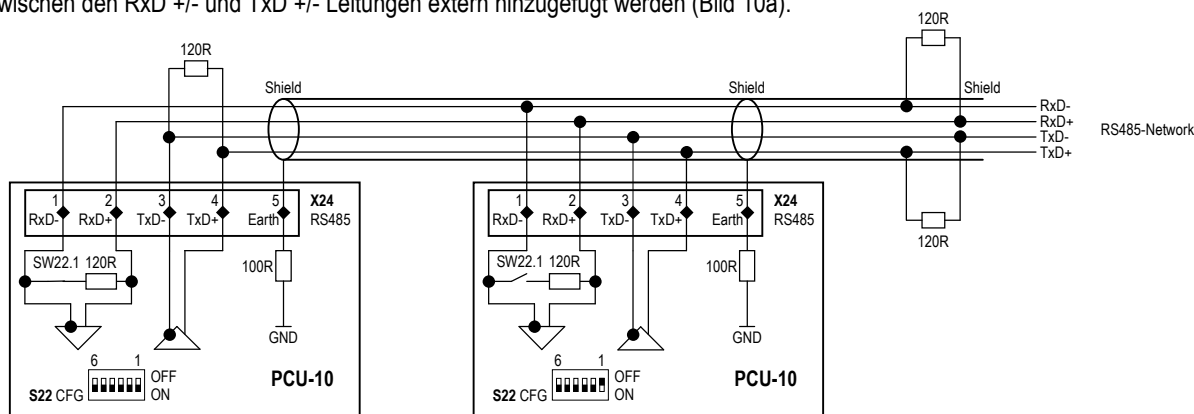 wischen den RxD +/- und TxD +/- Leitungen extern hinzugefügt werden (Bild 10a).
120R
120R
Shield
Shield
Shield
RxD-
RxD+
TxD-
TxD+
RS485-Network
120R
1 2 3 4 5 X24
RxD- RxD+ TxD- TxD+ Earth RS485
SW22.1 120R
100R
GND
6 1
OFF
ON
S22 CFG
PCU-10
1 2 3 4 5 X24
RxD- RxD+ TxD- TxD+ Earth RS485
SW22.1 120R
100R
GND
6 1
OFF
ON
S22 CFG
PCU-10